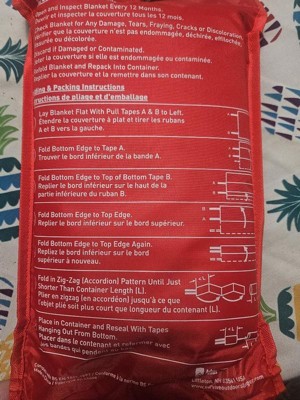 Open and Inspect Blanket Every 12 Months.
Ouvrir et inspecter la couverture tous les 12 mois.
Check Blanket for Any Damage, Tears, Fraying, Cracks or Discoloration.
Vérifier que la couverture n'est pas endommagée, déchirée, effilochée,
fissurée ou décolorée.
Discard if Damaged or Contaminated.
Jeter la couverture si elle est endommagée ou contaminée.
Refold Blanket and Repack Into Container.
Replier la couverture et la remettre dans son contenant.
Folding & Packing Instructions
Instructions de pliage et d'emballage
Lay Blanket Flat With Pull Tapes A & B to Left.
Étendre la couverture à plat et tirer les rubans
A et B vers la gauche.
Fold Bottom Edge to Tape A.
Trouver le bord inférieur de la bande A.
Fold Bottom Edge to Top of Bottom Tape B.
Replier le bord inférieur sur le haut de la
partie inférieure du ruban B.
Fold Bottom Edge to Top Edge.
Replier le bord inférieur sur le bord supérieur.
Fold Bottom Edge to Top Edge Again.
Repliez le bord inférieur sur le bord
supérieur à nouveau.
Fold in Zig-Zag (Accordion) Pattern Until Just
Shorter Than Container Length [L].
Plier en zigzag [en accordéon] jusqu'à ce que
l'objet plié soit plus court que longueur du contenant [L].
Place in Container and Reseal With Tapes
Hanging Out From Bottom.
Placer dans le contenant et refermer avec
les bandes qui pendent